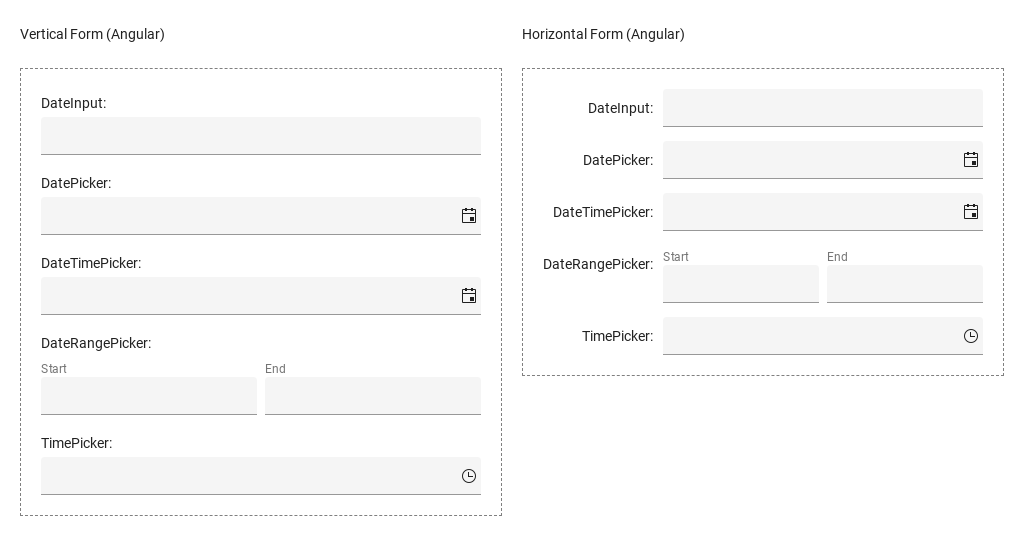 Vertical Form (Angular)
DateInput:
DatePicker:
DateTimePicker:
DateRangePicker:
Start End
TimePicker:
Horizontal Form (Angular)
DateInput:
DatePicker:
DateTimePicker:
DateRangePicker: Start End
TimePicker: